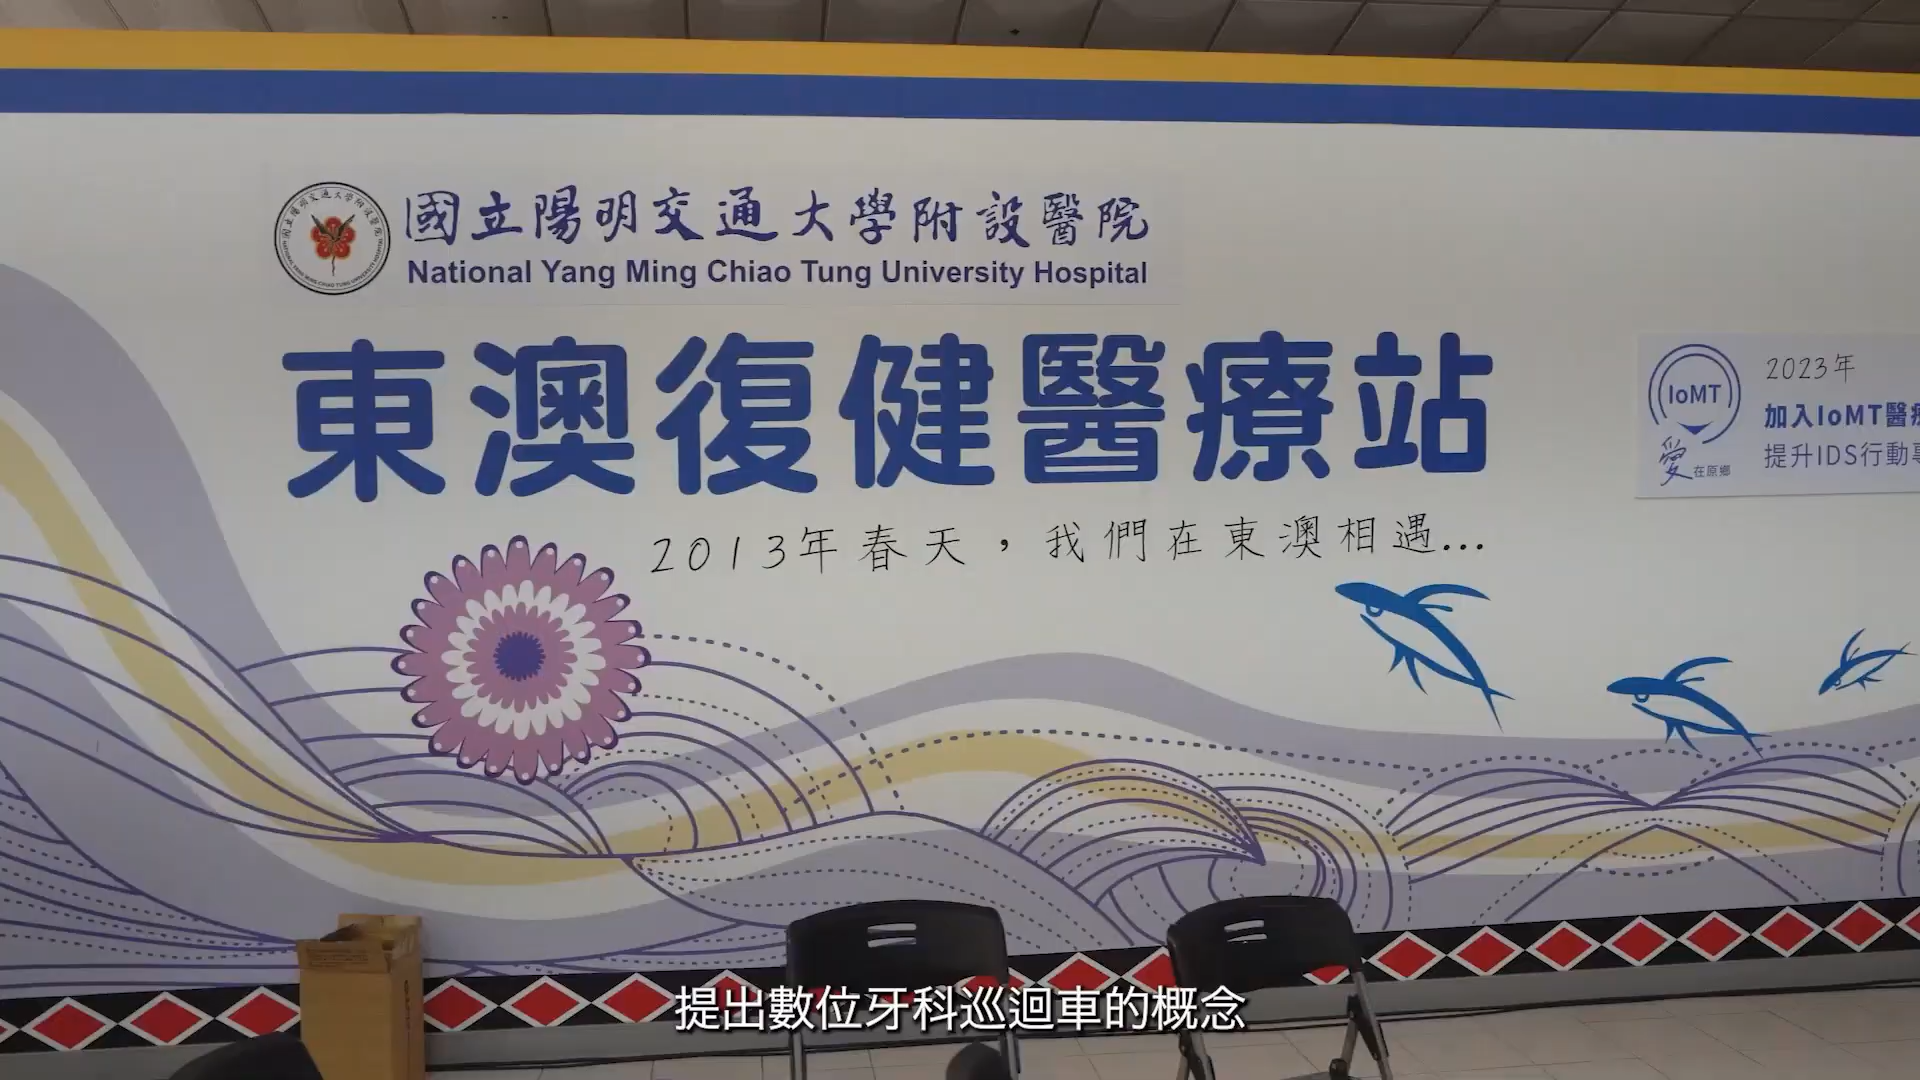 國立陽明交通大學附設醫院
National Yang Ming Chiao Tung University Hospital
東澳復健醫療站
2013年春天，我們在東澳相遇...
IoMT
愛在原鄉
2023年
加入IoMT醫
提升IDS行動
提出數位牙科巡迴車的概念